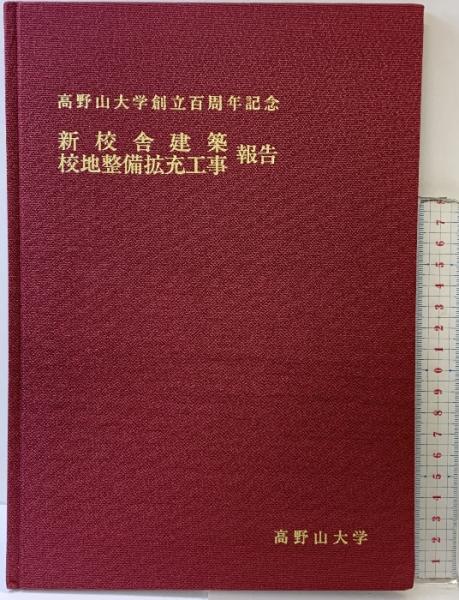 高野山大学創立百周年記念
新校舎建築
校地整備拡充工事 報告
高野山大学